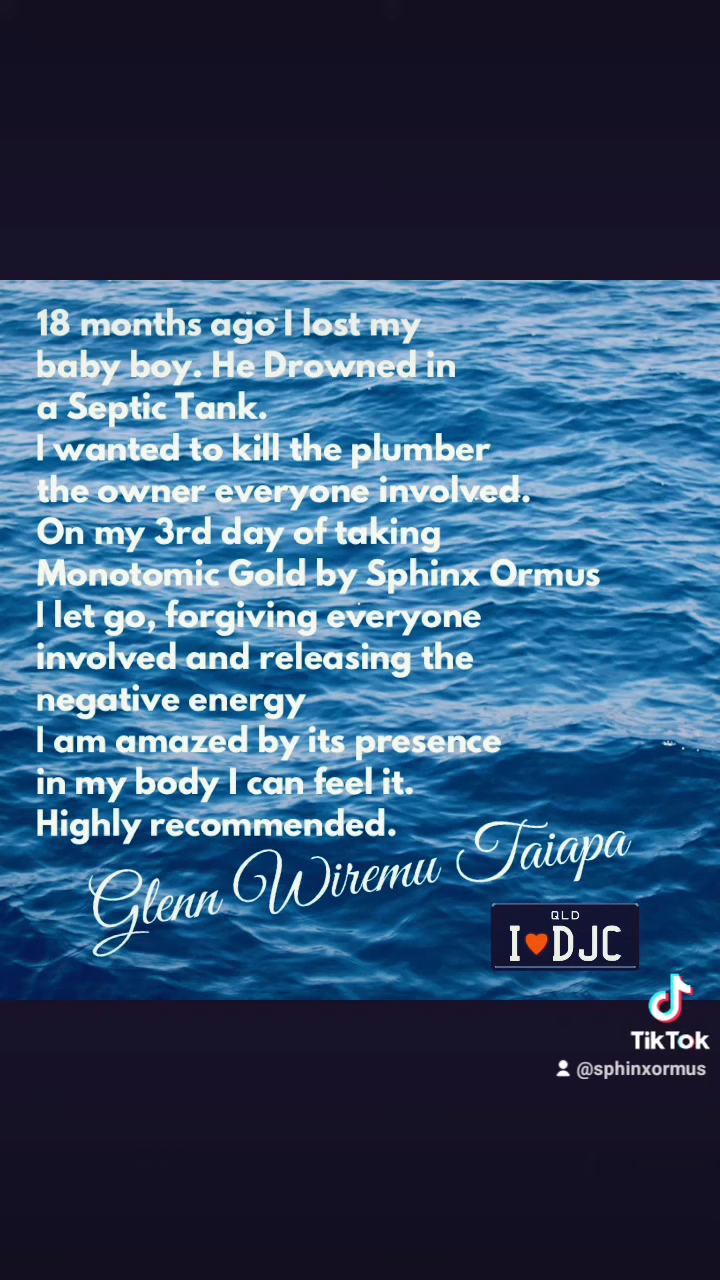 18 months ago I lost my
baby boy. He Drowned in
a Septic Tank.
I wanted to kill the plumber
the owner everyone involved.
On my 3rd day of taking
Monotomic Gold by Sphinx Ormus
I let go, forgiving everyone
involved and releasing the
negative energy
I am amazed by its presence
in my body I can feel it.
Highly recommended.
Glenn Wiremu Taiapa
QLD
I❤DJC
TikTok
@sphinxormus